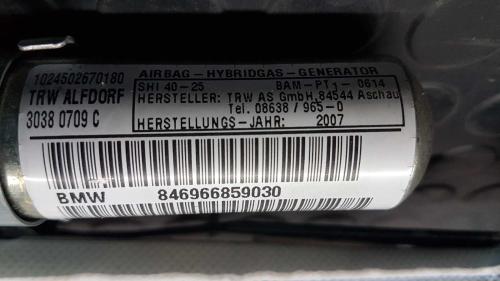 1024502670180
TRW ALFDORF
3038 0709 C
AIRBAG-HYBRIDGAS-GENERATOR
SHI 40-25 BAM-PT1-0614
HERSTELLER: TRW AS GmbH,84544 Aschau
Tel. 08638 / 965-0
HERSTELLUNGS-JAHR: 2007
BMW 846966859030